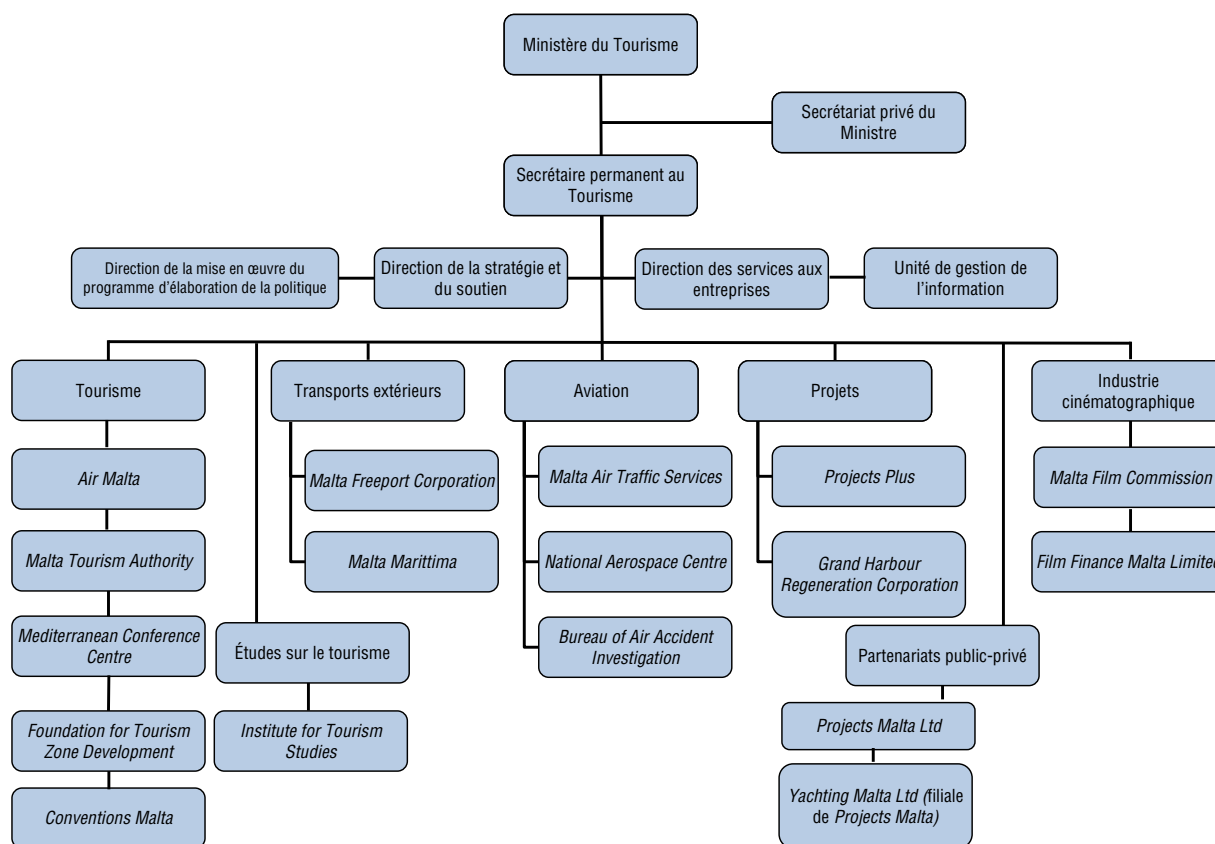 Ministère du Tourisme
Secrétariat privé du
Ministre
Secrétaire permanent au
Tourisme
Direction de la mise en œuvre du
programme d'élaboration de la politique
Direction de la stratégie et
du soutien
Direction des services aux
entreprises
Unité de gestion de
l'information
Tourisme
Transports extérieurs
Aviation
Projets
Industrie
cinématographique
Air Malta
Malta Freeport Corporation
Malta Air Traffic Services
Projects Plus
Malta Film Commission
Malta Tourism Authority
Malta Marittima
National Aerospace Centre
Grand Harbour
Regeneration Corporation
Film Finance Malta Limited
Mediterranean Conference
Centre
Études sur le tourisme
Bureau of Air Accident
Investigation
Partenariats public-privé
Foundation for Tourism
Zone Development
Institute for Tourism
Studies
Projects Malta Ltd
Conventions Malta
Yachting Malta Ltd (filiale
de Projects Malta)